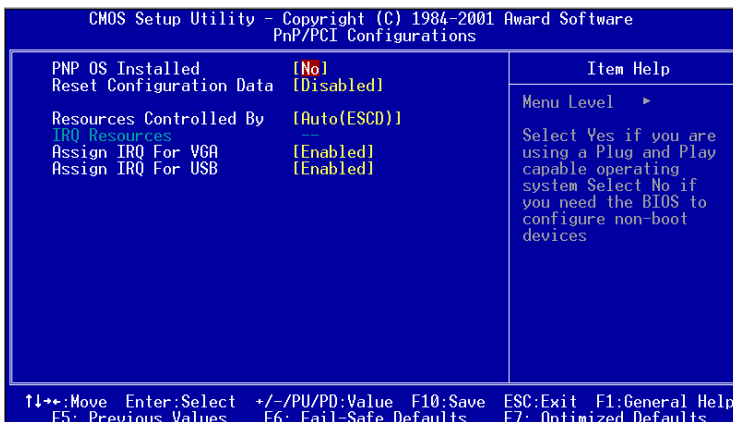 CMOS Setup Utility - Copyright (C) 1984-2001 Award Software
PnP/PCI Configurations
PNP OS Installed [No]
Reset Configuration Data [Disabled]
Resources Controlled By [Auto(ESCD)]
IRQ Resources --
Assign IRQ For VGA [Enabled]
Assign IRQ For USB [Enabled]
Item Help
Menu Level ►
Select Yes if you are
using a Plug and Play
capable operating
system Select No if
you need the BIOS to
configure non-boot
devices
↑↓→←:Move Enter:Select +/-/PU/PD:Value F10:Save ESC:Exit F1:General Help
F5: Previous Values F6: Fail-Safe Defaults F7: Optimized Defaults